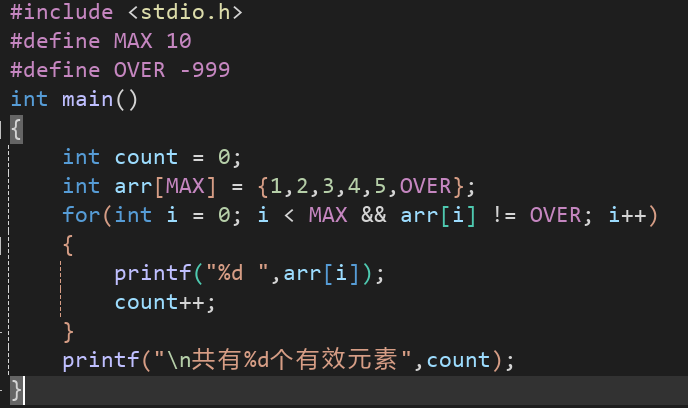 #include <stdio.h>
#define MAX 10
#define OVER -999
int main()
{
    int count = 0;
    int arr[MAX] = {1,2,3,4,5,OVER};
    for(int i = 0; i < MAX && arr[i] != OVER; i++)
    {
        printf("%d ",arr[i]);
        count++;
    }
    printf("\n共有%d个有效元素",count);
}